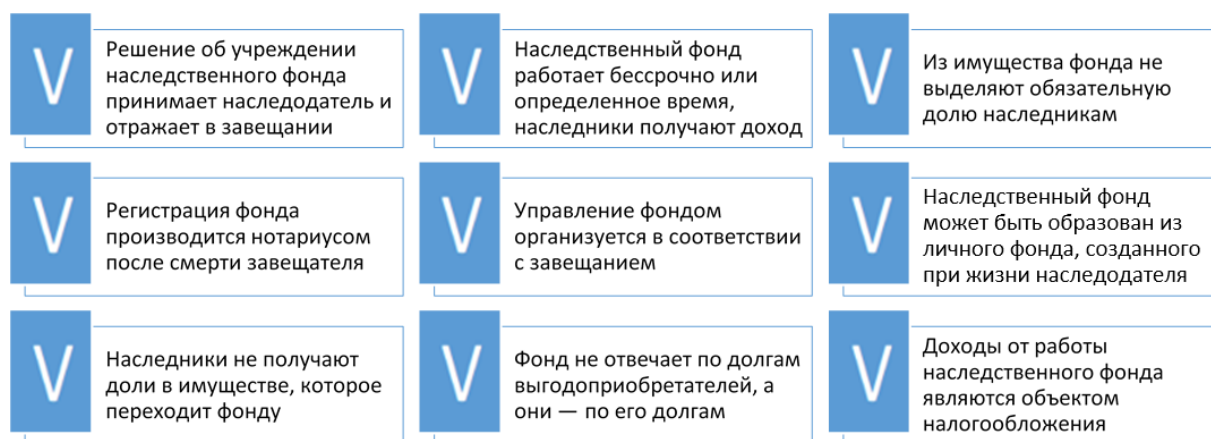 V
Решение об учреждении
наследственного фонда
принимает наследодатель и
отражает в завещании
V
Наследственный фонд
работает бессрочно или
определенное время,
наследники получают доход
V
Из имущества фонда не
выделяют обязательную
долю наследникам
V
Регистрация фонда
производится нотариусом
после смерти завещателя
V
Управление фондом
организуется в соответствии
с завещанием
V
Наследственный фонд
может быть образован из
личного фонда, созданного
при жизни наследодателя
V
Наследники не получают
доли в имуществе, которое
переходит фонду
V
Фонд не отвечает по долгам
выгодоприобретателей, а
они — по его долгам
V
Доходы от работы
наследственного фонда
являются объектом
налогообложения